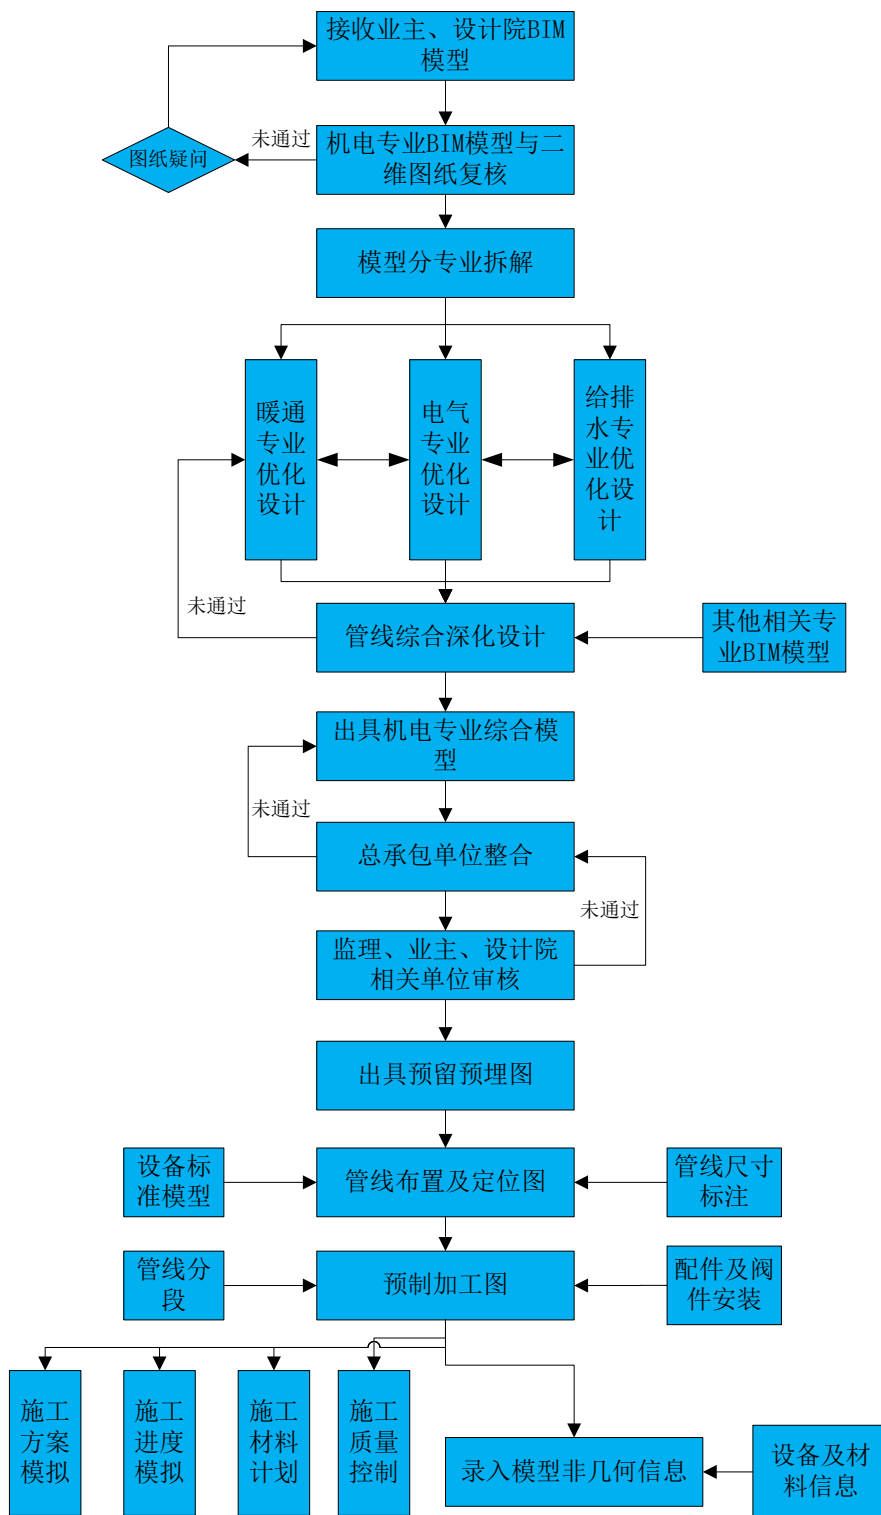 接收业主、设计院BIM
模型
未通过
图纸疑问
机电专业BIM模型与二
维图纸复核
模型分专业拆解
暖通
专业
优化
设计
电气
专业
优化
设计
给排
水专
业优
化设
计
未通过
管线综合深化设计
其他相关专
业BIM模型
出具机电专业综合模
型
未通过
总承包单位整合
未通过
监理、业主、设计院
相关单位审核
出具预留预埋图
设备标
准模型
管线布置及定位图
管线尺寸
标注
管线分
段
预制加工图
配件及阀
件安装
施工
方案
模拟
施工
进度
模拟
施工
材料
计划
施工
质量
控制
录入模型非几何信息
设备及材
料信息